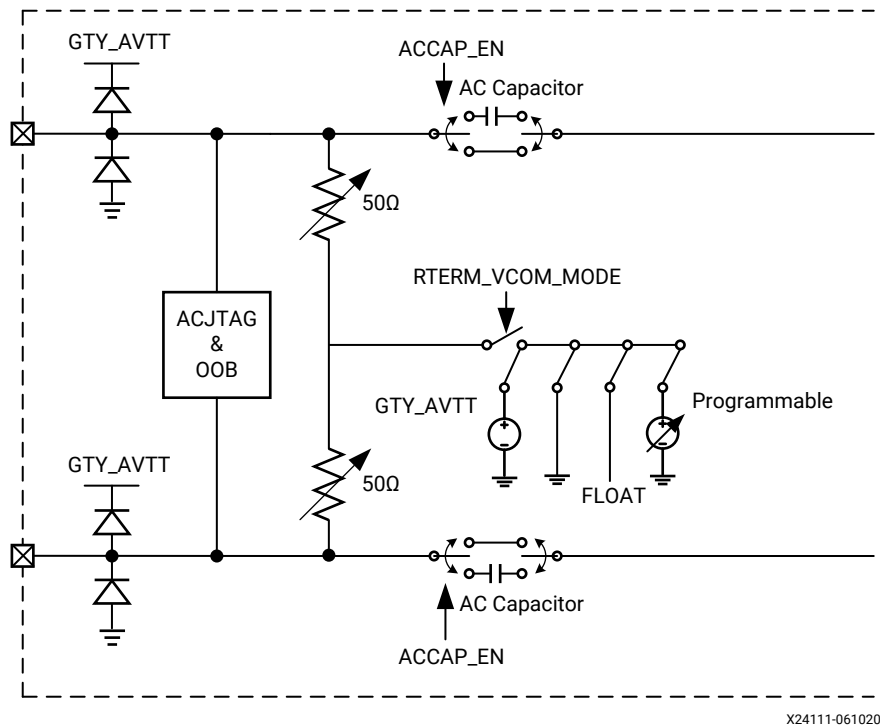 GTY_AVTT
ACCAP_EN
AC Capacitor
50Ω
RTERM_VCOM_MODE
ACJTAG
&
OOB
GTY_AVTT
+
-
+
-
Programmable
FLOAT
GTY_AVTT
50Ω
AC Capacitor
ACCAP_EN
X24111-061020